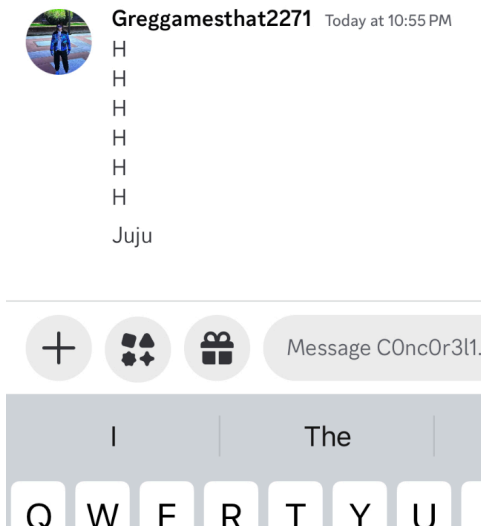 Greggamesthat2271 Today at 10:55 PM
H
H
H
H
H
H
Juju
Message C0nc0r3l1.
I The
Q W E R T Y U